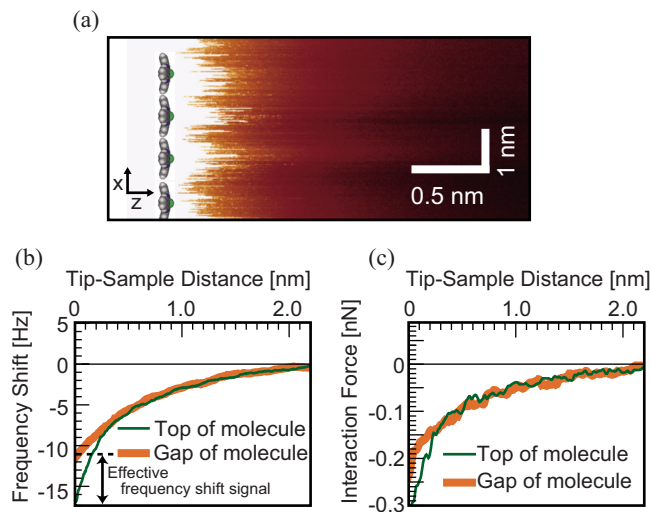 (a)
x
z
0.5 nm
1 nm
(b)
Tip-Sample Distance [nm]
0 1.0 2.0
Frequency Shift [Hz]
5
0
-5
-10
-15
Top of molecule
Gap of molecule
Effective
frequency shift signal
(c)
Tip-Sample Distance [nm]
0 1.0 2.0
Interaction Force [nN]
0
-0.1
-0.2
-0.3
Top of molecule
Gap of molecule